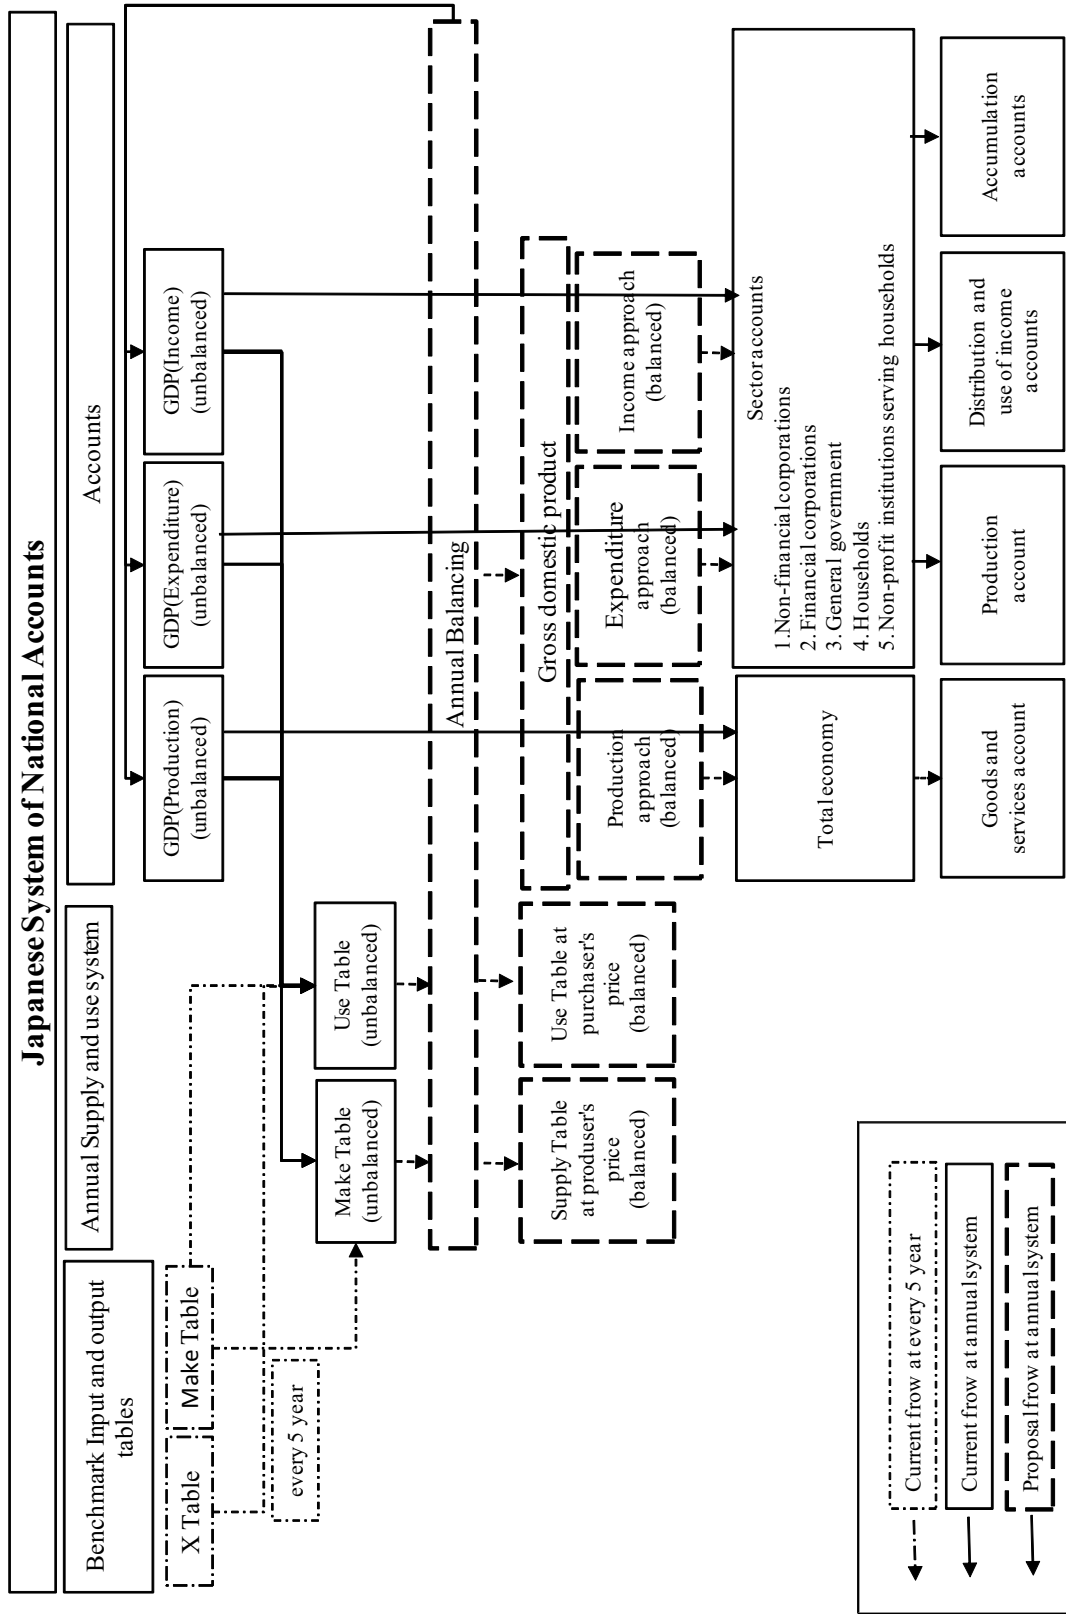 Japanese System of National Accounts
Benchmark Input and output
tables
Annual Supply and use system
Accounts
X Table
Make Table
every 5 year
GDP(Production)
(unbalanced)
GDP(Expenditure)
(unbalanced)
GDP(Income)
(unbalanced)
Make Table
(unbalanced)
Use Table
(unbalanced)
Annual Balancing
Supply Table
at produser's
price
(balanced)
Use Table at
purchaser's
price
(balanced)
Gross domestic product
Production
approach
(balanced)
Expenditure
approach
(balanced)
Income approach
(balanced)
Total economy
Sector accounts
1.Non-financial corporations
2. Financial corporations
3. General government
4. Households
5. Non-profit institutions serving households
Goods and
services account
Production
account
Distribution and
use of income
accounts
Accumulation
accounts
Current frow at every 5 year
Current frow at annual system
Proposal frow at annual system